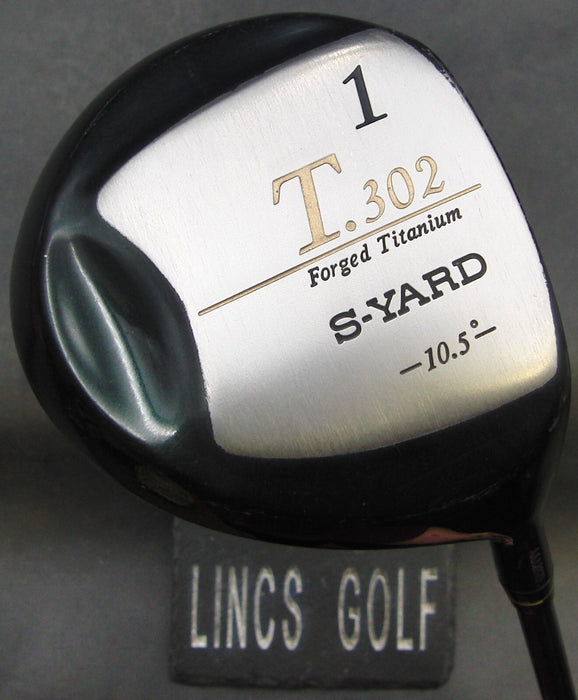 1
T.302
Forged Titanium
S-YARD
-10.5°-
LINCS GOLF